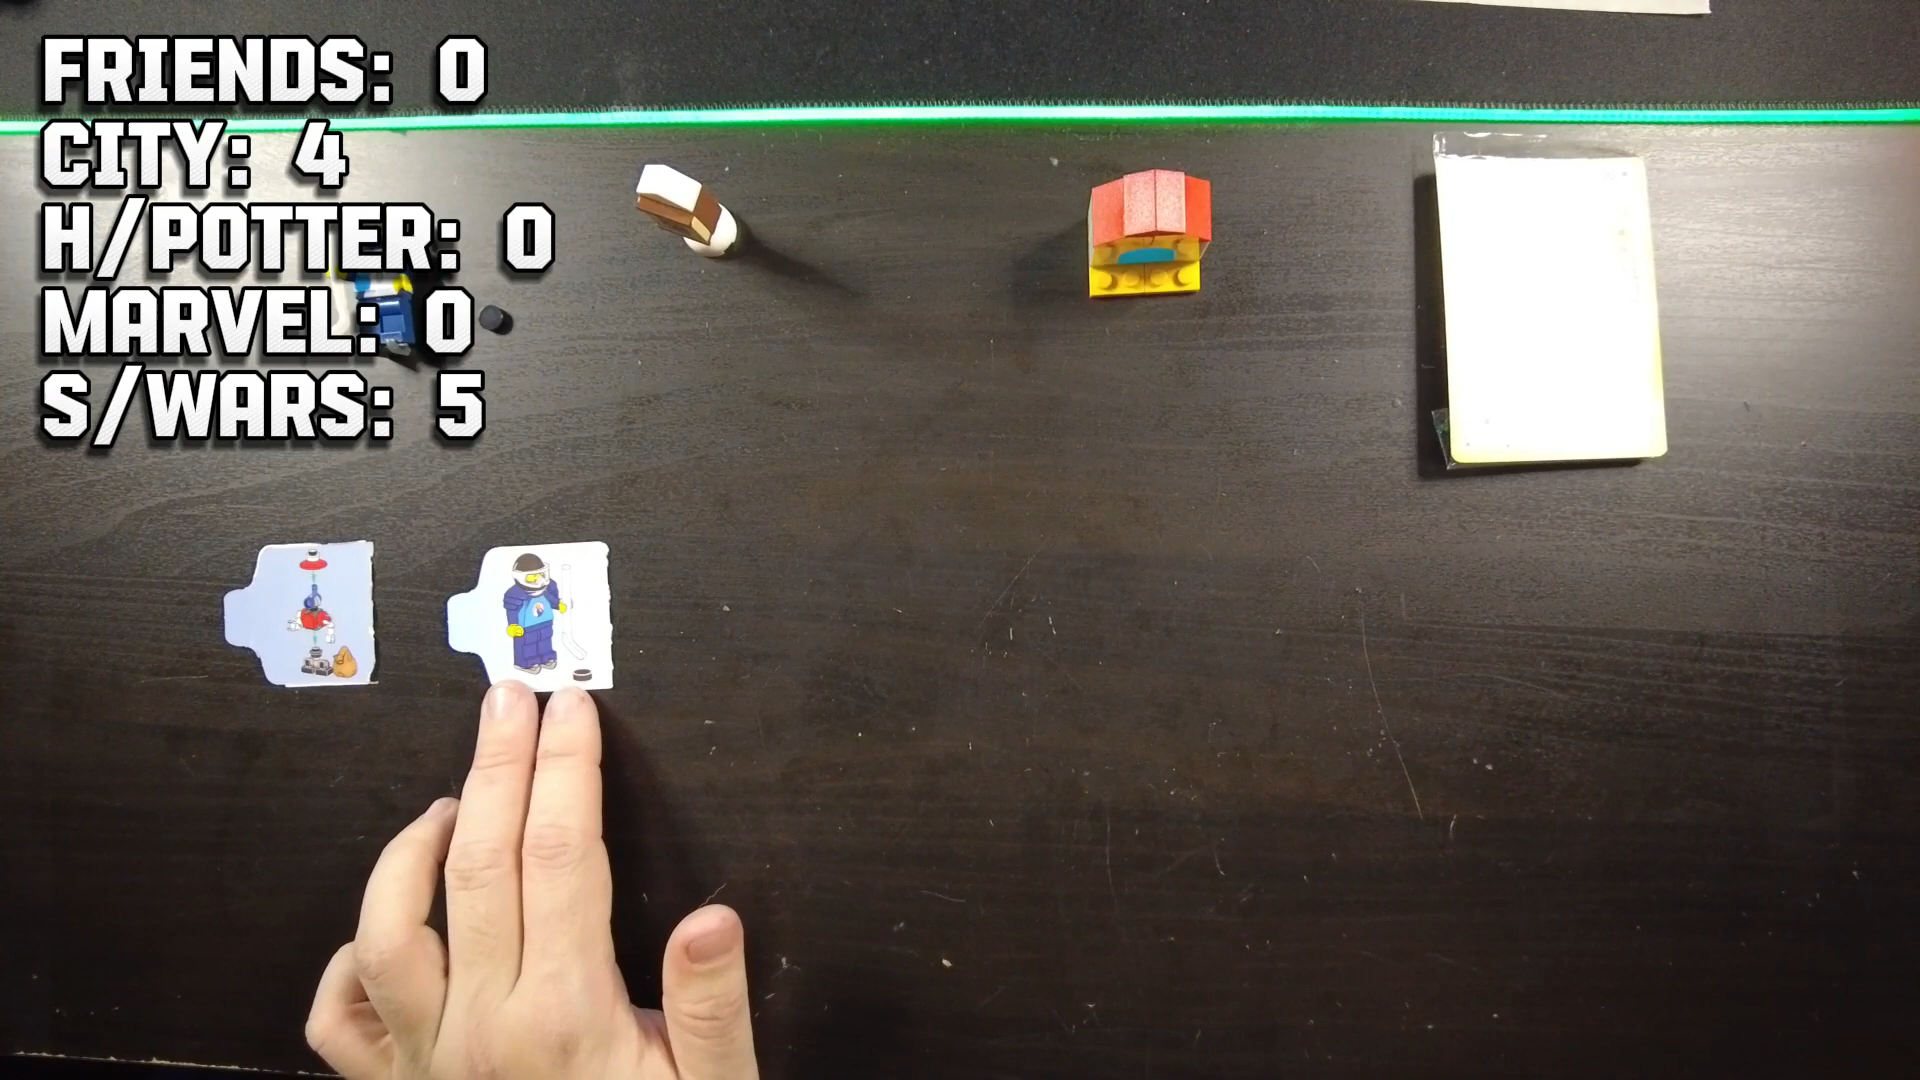 FRIENDS: 0
CITY: 4
H/POTTER: 0
MARVEL: 0
S/WARS: 5